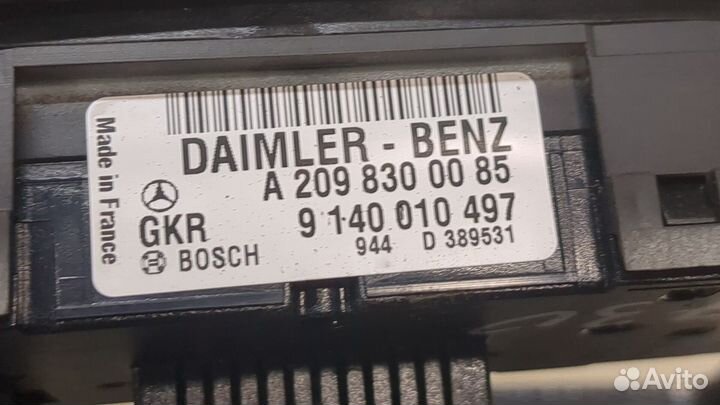 Made in France
DAIMLER - BENZ
A 209 830 00 85
GKR 9 140 010 497
BOSCH 944 D 389531
Avito